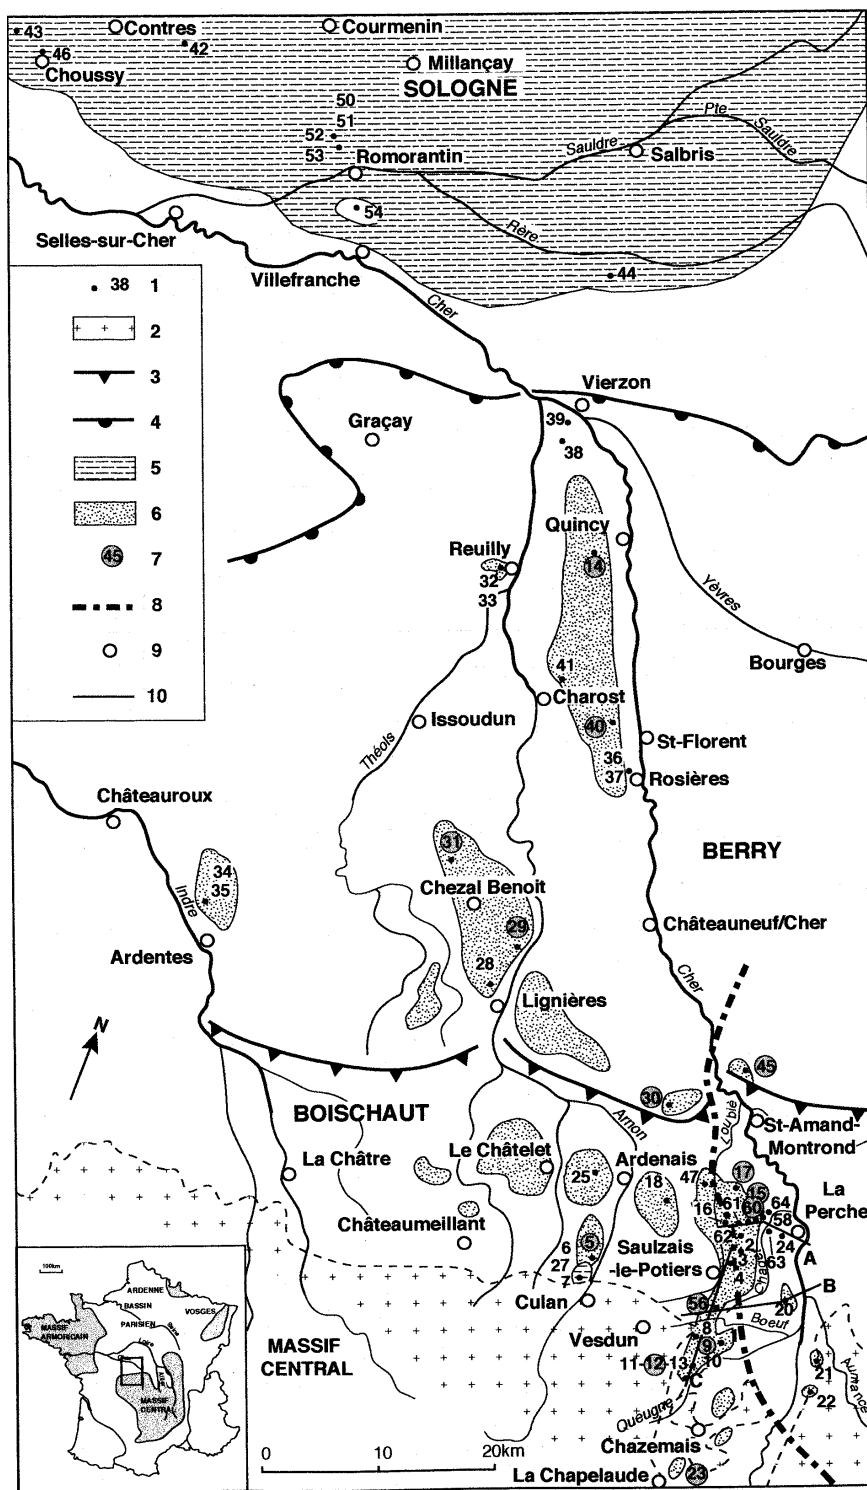 43
Contres
Courmenin
46
42
Choussy
Millançay
SOLOGNE
50
51
52
53
Pte
Sauldre
Sauldre
Romorantin
Salbris
54
Rère
Selles-sur-Cher
Villefranche
44
Cher
38 1
2
3
4
5
6
45 7
8
9
10
Vierzon
Graçay
39
38
Quincy
Reuilly
14
32
33
Yèvres
Bourges
41
Charost
Issoudun
40
Théols
St-Florent
36
37
Rosières
Châteauroux
31
BERRY
34
35
Chezal Benoit
Indre
29
Châteauneuf/Cher
Ardentes
28
Cher
Lignières
N
45
30
BOISCHAUT
Arnon
Loubié
St-Amand-
Montrond
La Châtre
Le Châtelet
Ardenais
25
18
47
17
15
La
Perche
16
61
60
64
58
Châteaumeillant
5
6
27
7
Saulzais
-le-Potiers
62
2
3
4
63
24
A
Culan
B
56
20
Boeuf
Vesdun
8
9
10
MASSIF
CENTRAL
11-12-13
C
21
22
Queugne
Chazemais
La Chapelaude
23
100km
ARDENNE
BASSIN
PARISIEN
VOSGES
MASSIF
ARMORICAIN
Loire
MASSIF
CENTRAL
0 10 20km